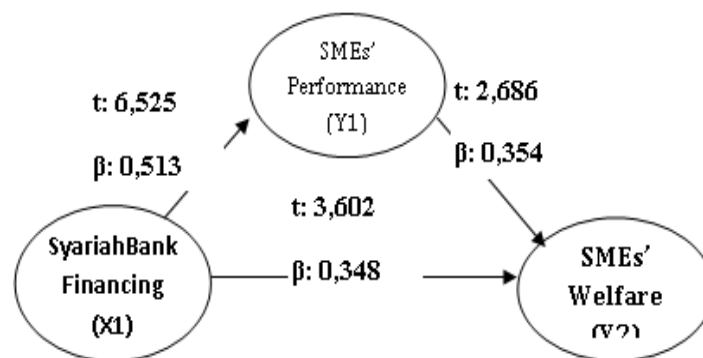 SMEs'
Performance
(Y1)
t: 6,525
β: 0,513
t: 2,686
β: 0,354
t: 3,602
β: 0,348
SyariahBank
Financing
(X1)
SMEs'
Welfare
(Y2)